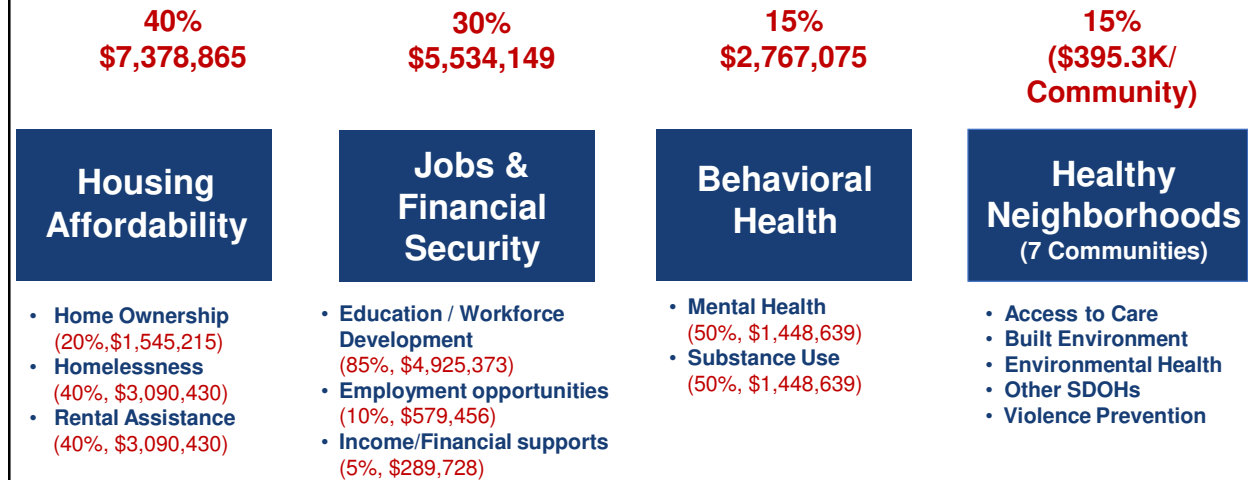 40%
$7,378,865
Housing
Affordability
• Home Ownership
(20%,$1,545,215)
• Homelessness
(40%, $3,090,430)
• Rental Assistance
(40%, $3,090,430)
30%
$5,534,149
Jobs &
Financial
Security
• Education / Workforce
Development
(85%, $4,925,373)
• Employment opportunities
(10%, $579,456)
• Income/Financial supports
(5%, $289,728)
15%
$2,767,075
Behavioral
Health
• Mental Health
(50%, $1,448,639)
• Substance Use
(50%, $1,448,639)
15%
($395.3K/
Community)
Healthy
Neighborhoods
(7 Communities)
• Access to Care
• Built Environment
• Environmental Health
• Other SDOHs
• Violence Prevention